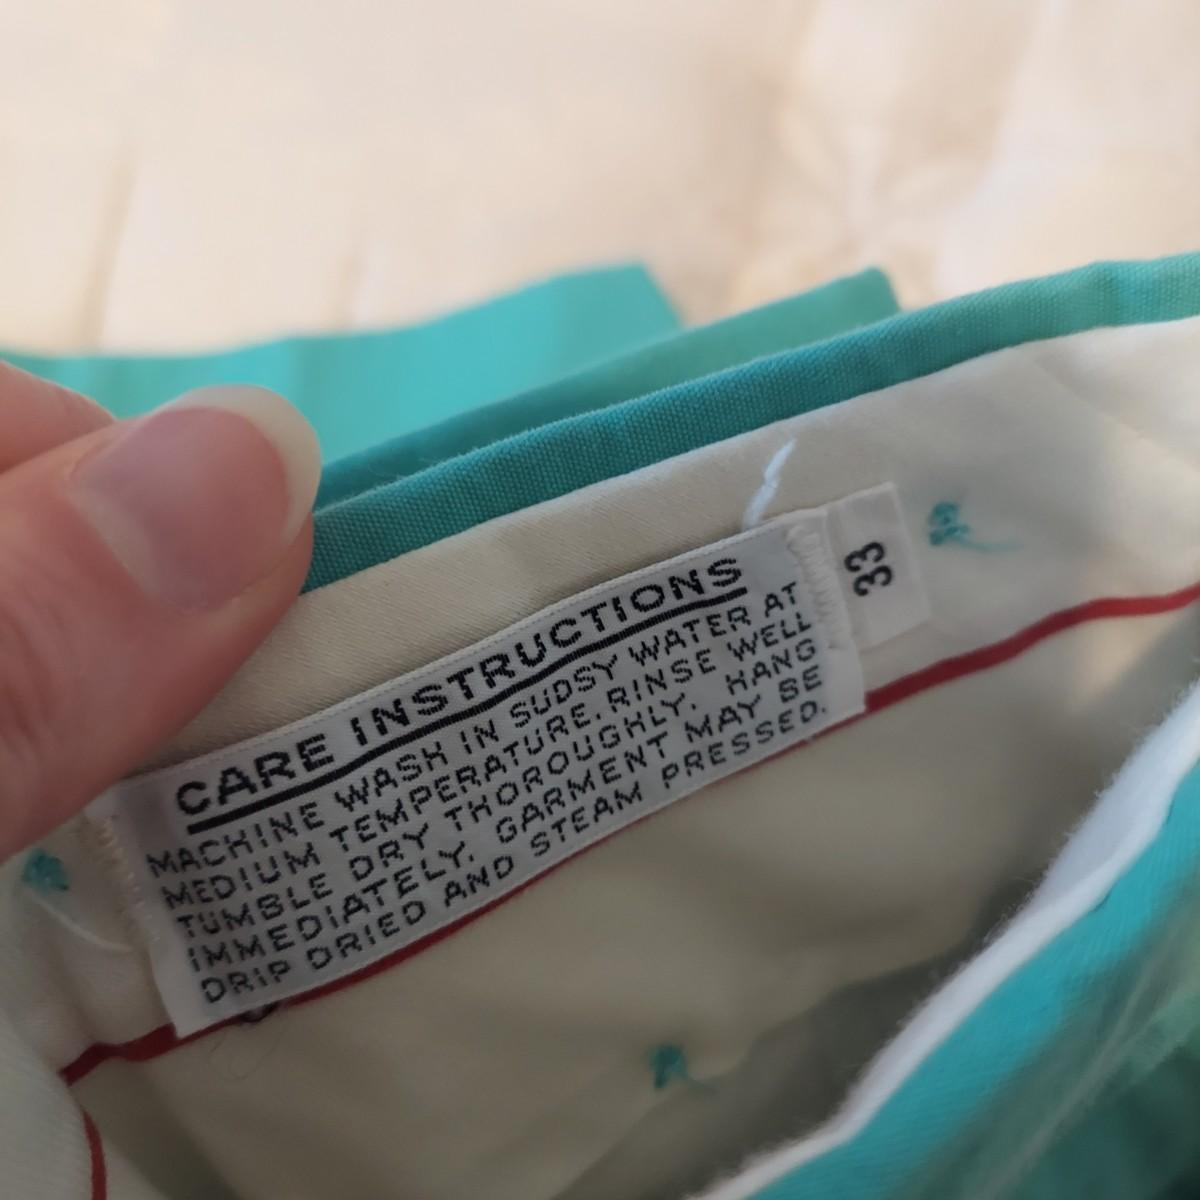 CARE INSTRUCTIONS
MACHINE WASH IN SUDSY WATER AT
MEDIUM TEMPERATURE. RINSE WELL
TUMBLE DRY THOROUGHLY. HANG
IMMEDIATELY. GARMENT MAY BE
DRIP DRIED AND STEAM PRESSED.
33